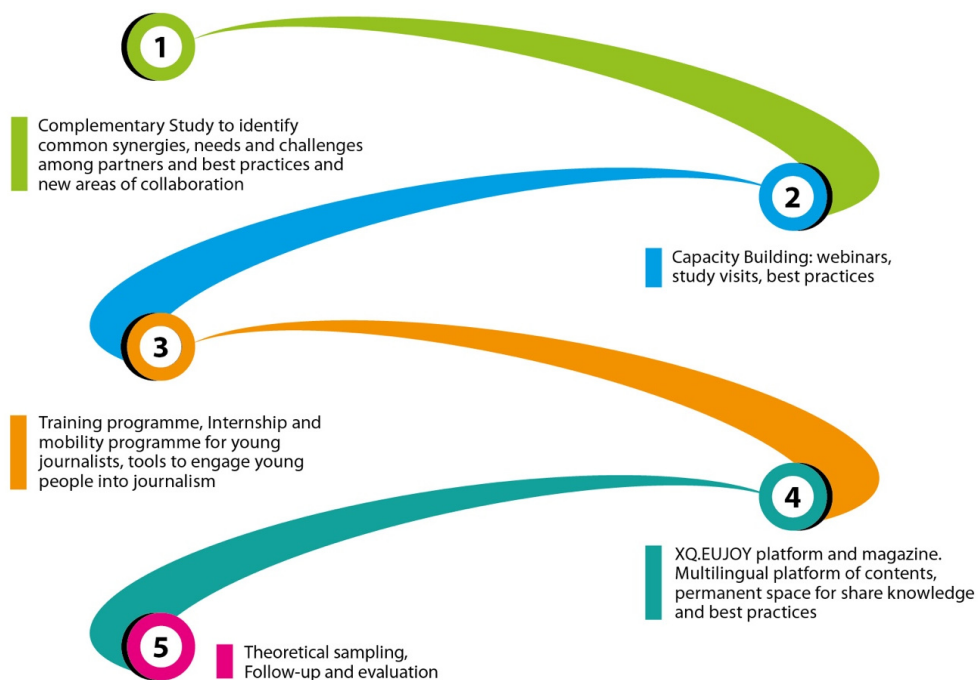 1
Complementary Study to identify
common synergies, needs and challenges
among partners and best practices and
new areas of collaboration
2
Capacity Building: webinars,
study visits, best practices
3
Training programme, Internship and
mobility programme for young
journalists, tools to engage young
people into journalism
4
XQ.EUJOY platform and magazine.
Multilingual platform of contents,
permanent space for share knowledge
and best practices
5
Theoretical sampling,
Follow-up and evaluation